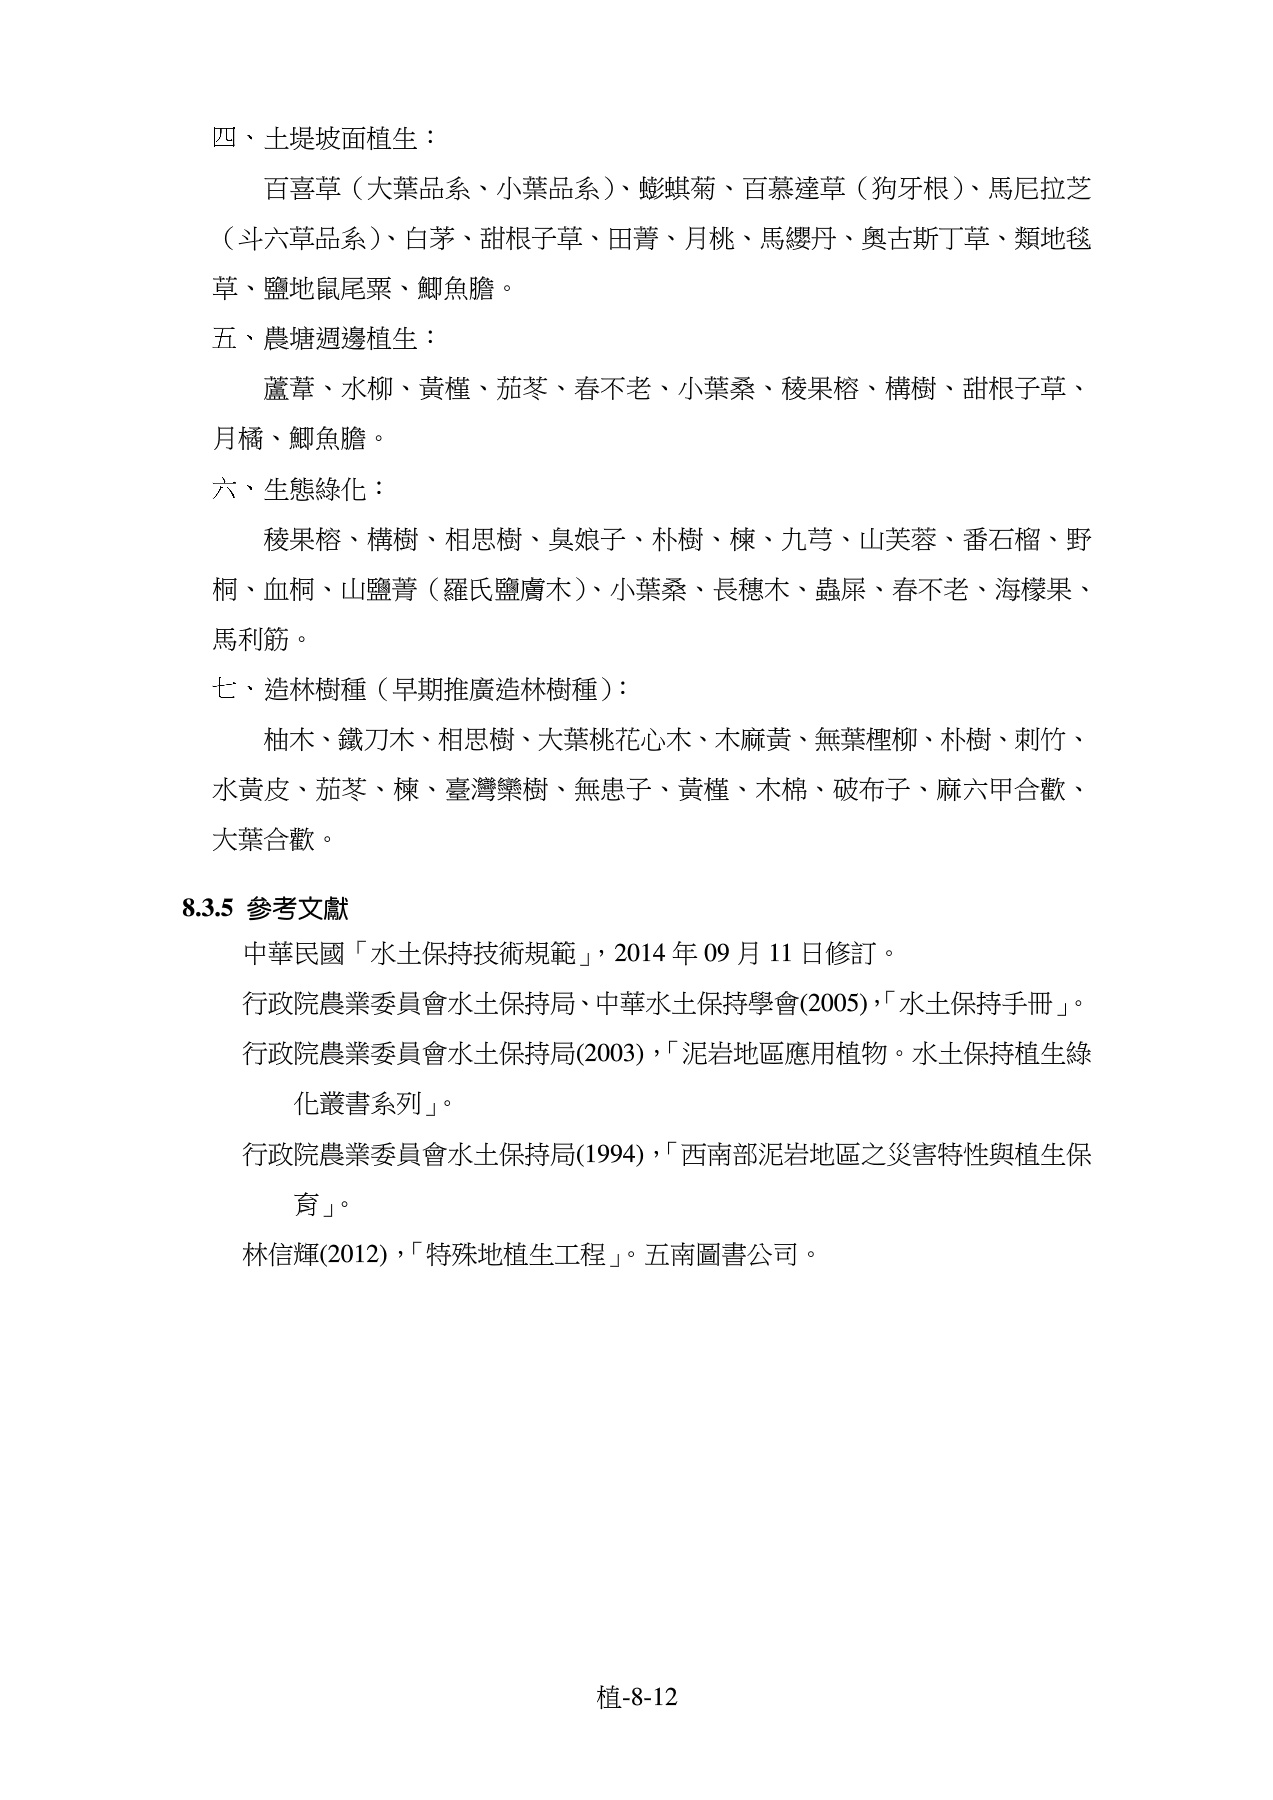 四、土堤坡面植生：
百喜草（大葉品系、小葉品系）、蟛蜞菊、百慕達草（狗牙根）、馬尼拉芝
（斗六草品系）、白茅、甜根子草、田菁、月桃、馬纓丹、奧古斯丁草、類地毯
草、鹽地鼠尾粟、鯽魚膽。
五、農塘週邊植生：
蘆葦、水柳、黃槿、茄苳、春不老、小葉桑、稜果榕、構樹、甜根子草、
月橘、鯽魚膽。
六、生態綠化：
稜果榕、構樹、相思樹、臭娘子、朴樹、楝、九芎、山芙蓉、番石榴、野
桐、血桐、山鹽菁（羅氏鹽膚木）、小葉桑、長穗木、蟲屎、春不老、海檬果、
馬利筋。
七、造林樹種（早期推廣造林樹種）：
柚木、鐵刀木、相思樹、大葉桃花心木、木麻黃、無葉檉柳、朴樹、刺竹、
水黃皮、茄苳、楝、臺灣欒樹、無患子、黃槿、木棉、破布子、麻六甲合歡、
大葉合歡。
8.3.5 參考文獻
中華民國「水土保持技術規範」，2014 年 09 月 11 日修訂。
行政院農業委員會水土保持局、中華水土保持學會(2005)，「水土保持手冊」。
行政院農業委員會水土保持局(2003)，「泥岩地區應用植物。水土保持植生綠
化叢書系列」。
行政院農業委員會水土保持局(1994)，「西南部泥岩地區之災害特性與植生保
育」。
林信輝(2012)，「特殊地植生工程」。五南圖書公司。
植-8-12